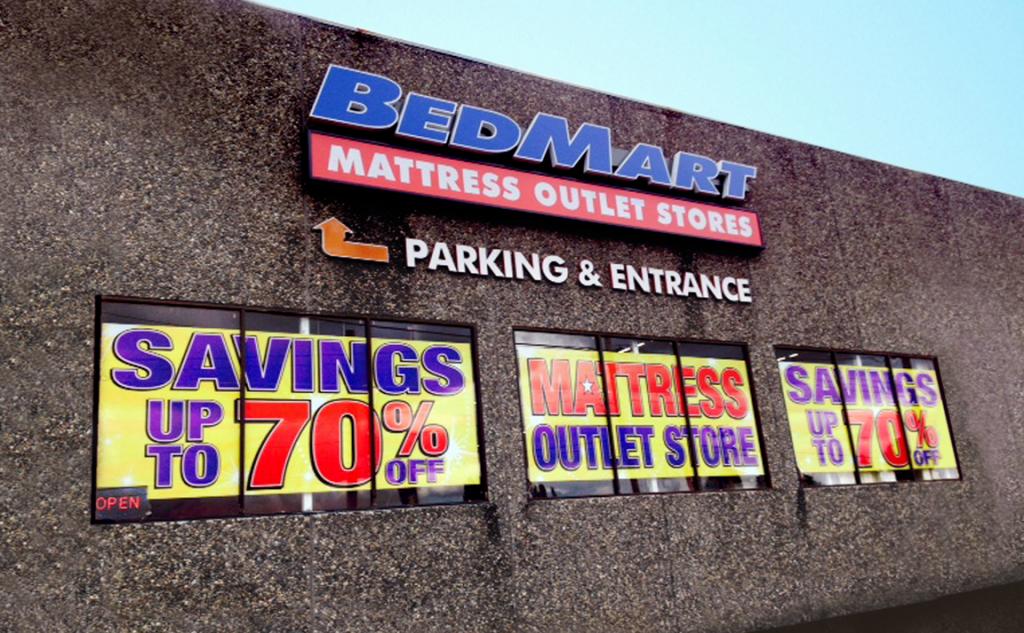 BEDMART
MATTRESS OUTLET STORES
PARKING & ENTRANCE
SAVINGS
UP TO 70% OFF
OPEN
MATTRESS
OUTLET STORE
SAVINGS
UP TO 70% OFF